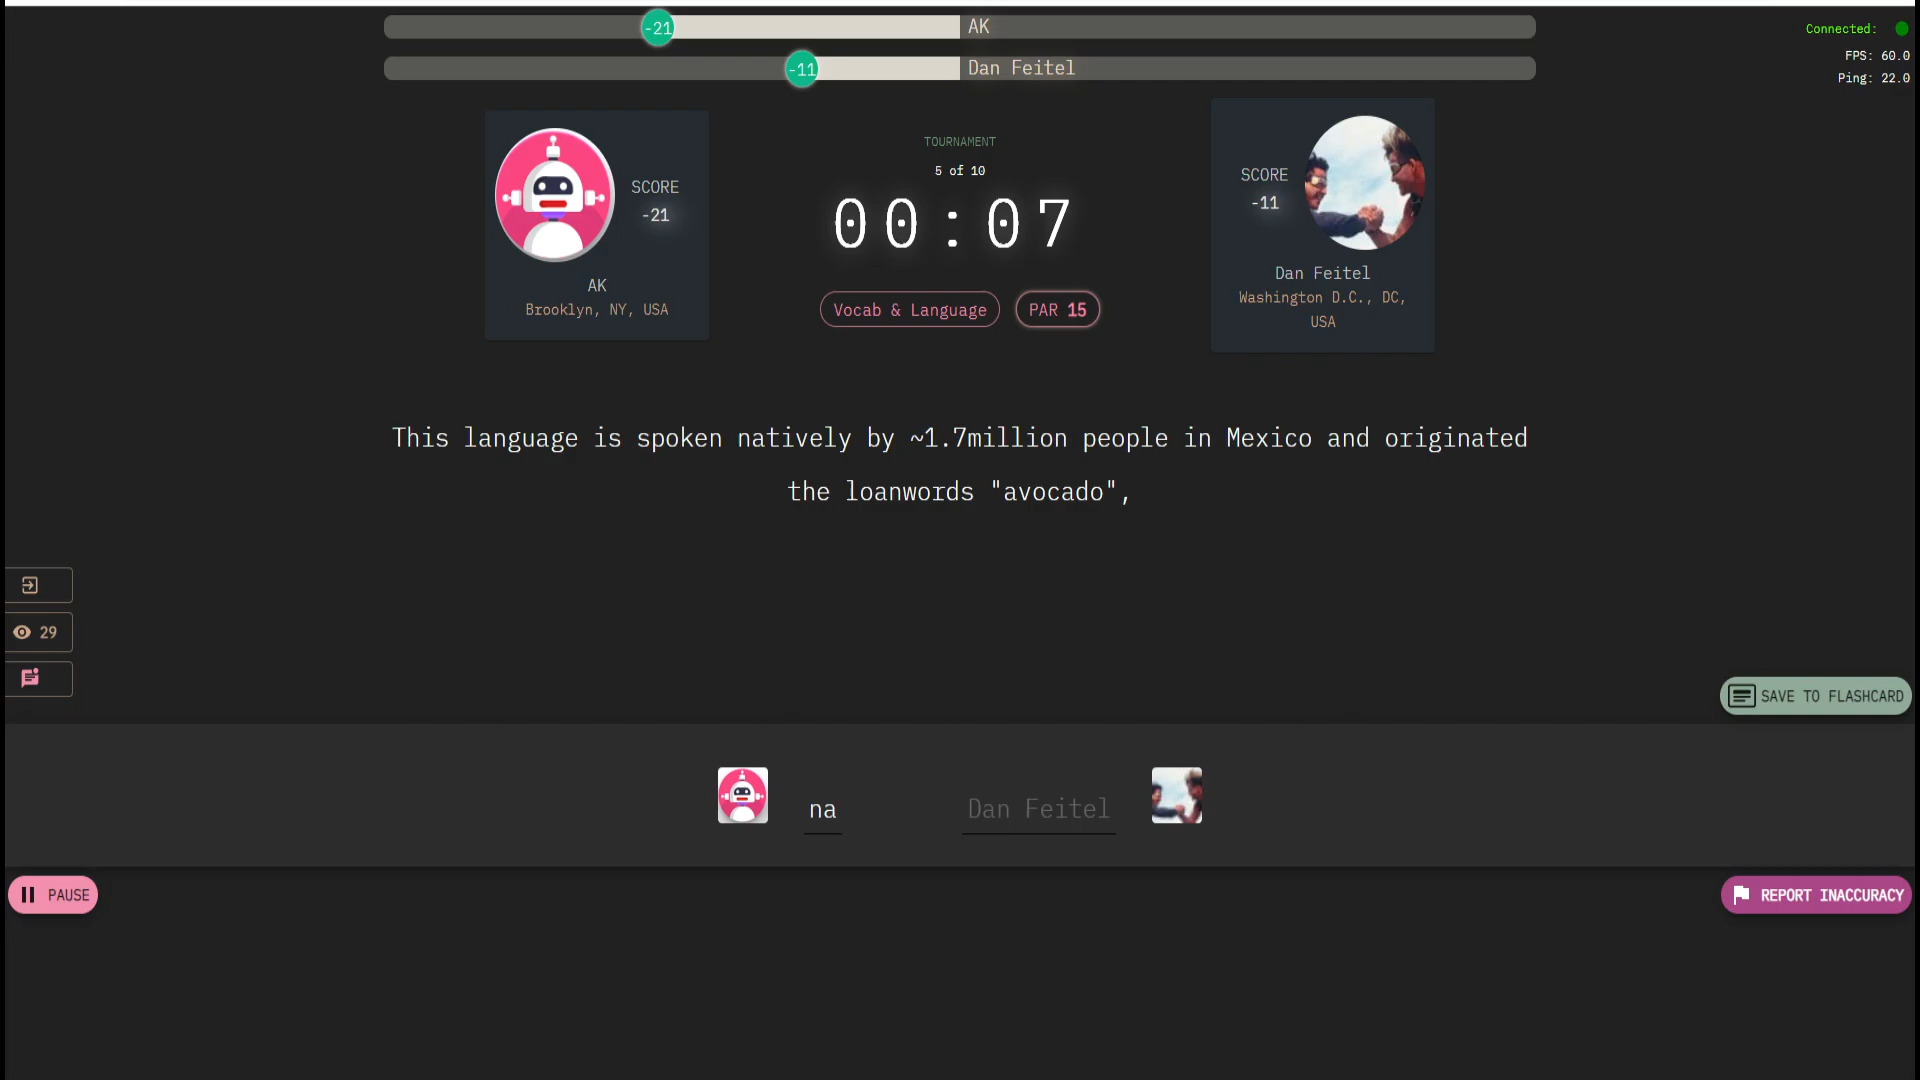 -21 AK
-11 Dan Feitel
Connected:
FPS: 60.0
Ping: 22.0
SCORE
-21
AK
Brooklyn, NY, USA
TOURNAMENT
5 of 10
00:07
Vocab & Language
PAR 15
SCORE
-11
Dan Feitel
Washington D.C., DC,
USA
This language is spoken natively by ~1.7million people in Mexico and originated
the loanwords "avocado",
29
SAVE TO FLASHCARD
na
Dan Feitel
PAUSE
REPORT INACCURACY